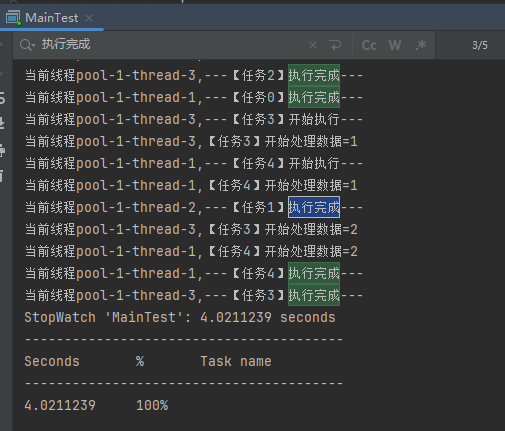 MainTest
执行完成
Cc W .* 3/5
当前线程pool-1-thread-3,---【任务2】执行完成---
当前线程pool-1-thread-1,---【任务0】执行完成---
当前线程pool-1-thread-3,---【任务3】开始执行---
当前线程pool-1-thread-3,【任务3】开始处理数据=1
当前线程pool-1-thread-1,---【任务4】开始执行---
当前线程pool-1-thread-1,【任务4】开始处理数据=1
当前线程pool-1-thread-2,---【任务1】执行完成---
当前线程pool-1-thread-3,【任务3】开始处理数据=2
当前线程pool-1-thread-1,【任务4】开始处理数据=2
当前线程pool-1-thread-1,---【任务4】执行完成---
当前线程pool-1-thread-3,---【任务3】执行完成---
StopWatch 'MainTest': 4.0211239 seconds
----------------------------------------
Seconds       %       Task name
----------------------------------------
4.0211239     100%